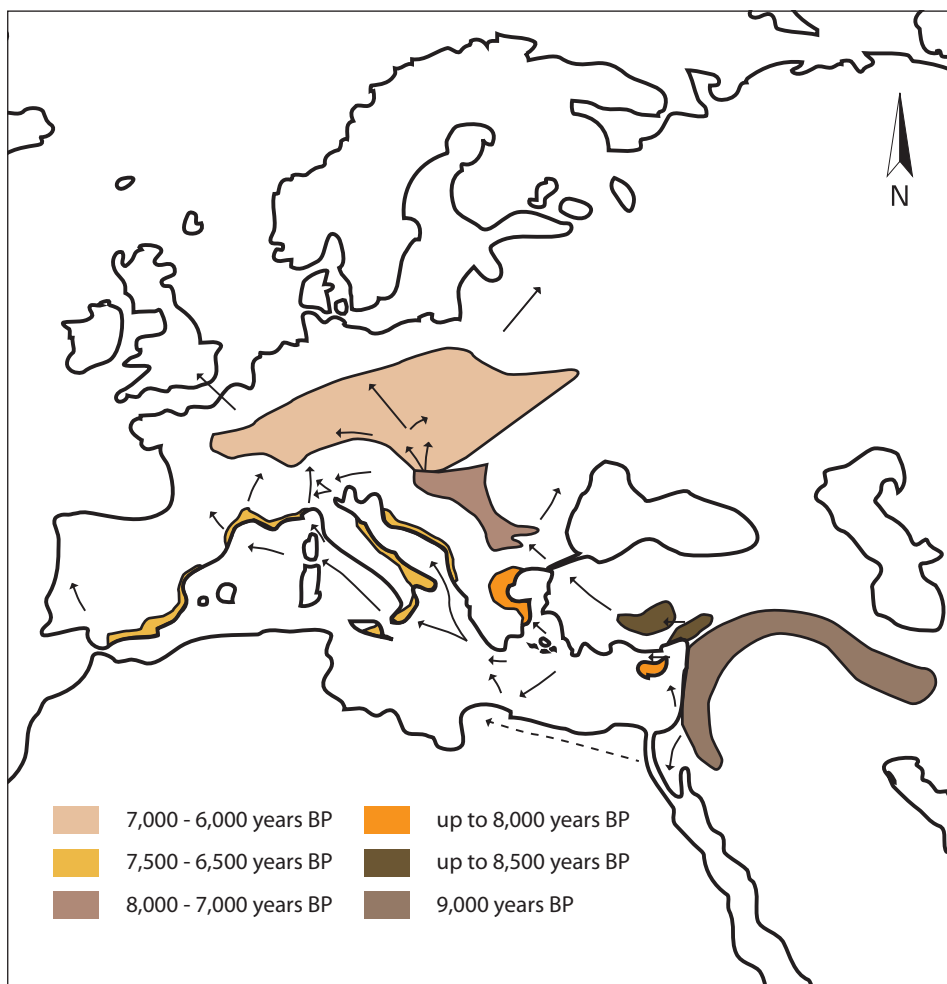 N
7,000 - 6,000 years BP
up to 8,000 years BP
7,500 - 6,500 years BP
up to 8,500 years BP
8,000 - 7,000 years BP
9,000 years BP